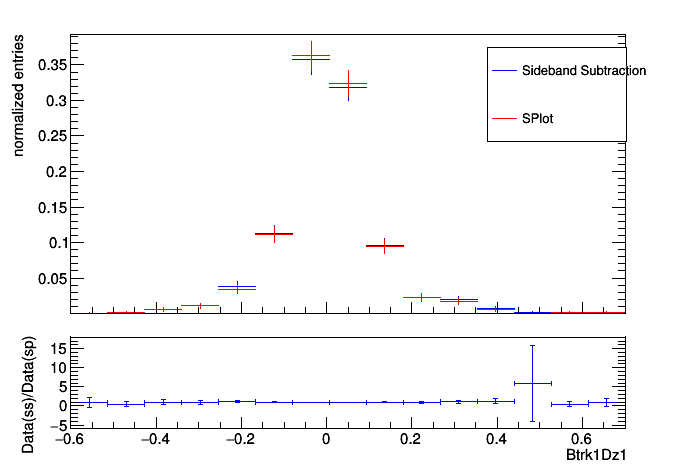 normalized entries
0.35
0.3
0.25
0.2
0.15
0.1
0.05
Sideband Subtraction
SPlot
Data(ss)/Data(sp)
15
10
5
0
−5
−0.6 −0.4 −0.2 0 0.2 0.4 0.6
Btrk1Dz1